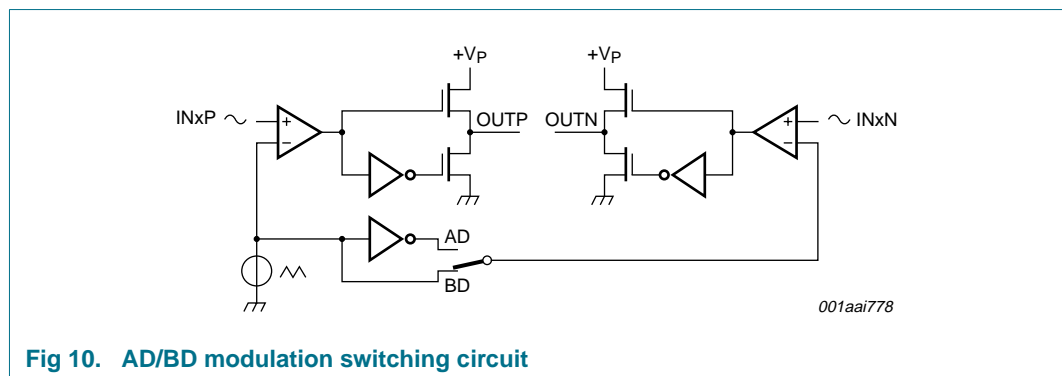 +VP
+VP
INxP
+
−
OUTP
OUTN
+
−
INxN
AD
BD
001aai778
Fig 10. AD/BD modulation switching circuit